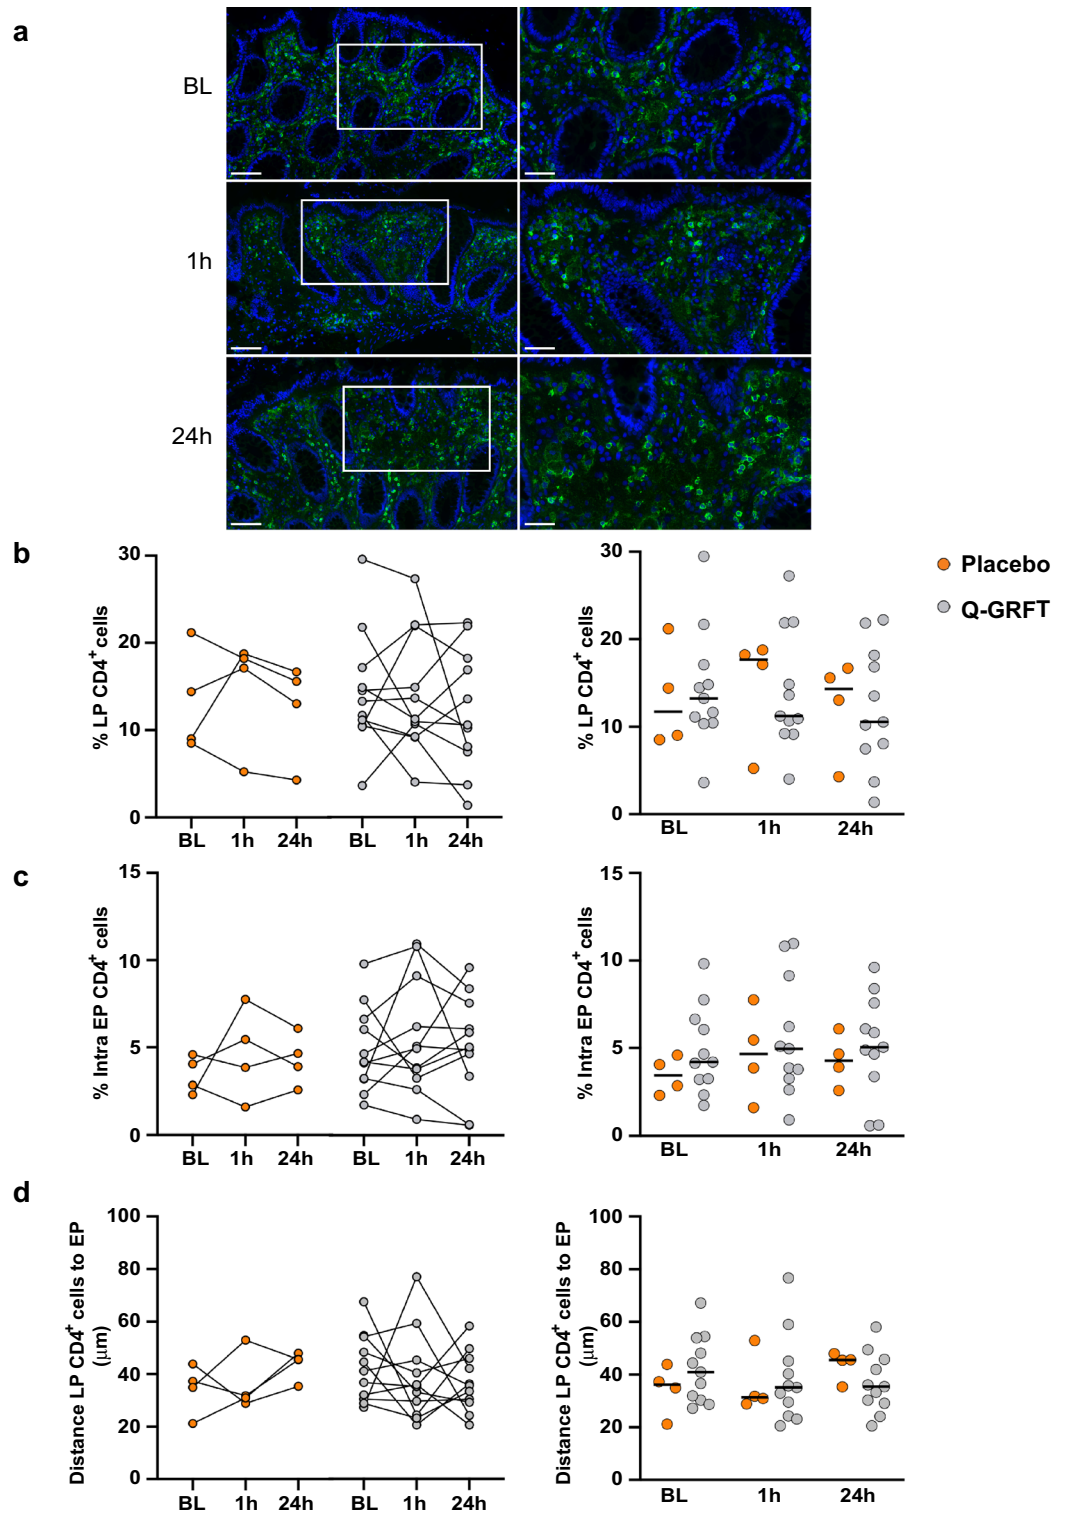 a
BL
1h
24h
b
30
20
10
0
% LP CD4+ cells
BL 1h 24h BL 1h 24h
30
20
10
0
% LP CD4+ cells
BL 1h 24h
Placebo
Q-GRFT
c
15
10
5
0
% Intra EP CD4+ cells
BL 1h 24h BL 1h 24h
15
10
5
0
% Intra EP CD4+ cells
BL 1h 24h
d
100
80
60
40
20
0
Distance LP CD4+ cells to EP
(μm)
BL 1h 24h BL 1h 24h
100
80
60
40
20
0
Distance LP CD4+ cells to EP
(μm)
BL 1h 24h